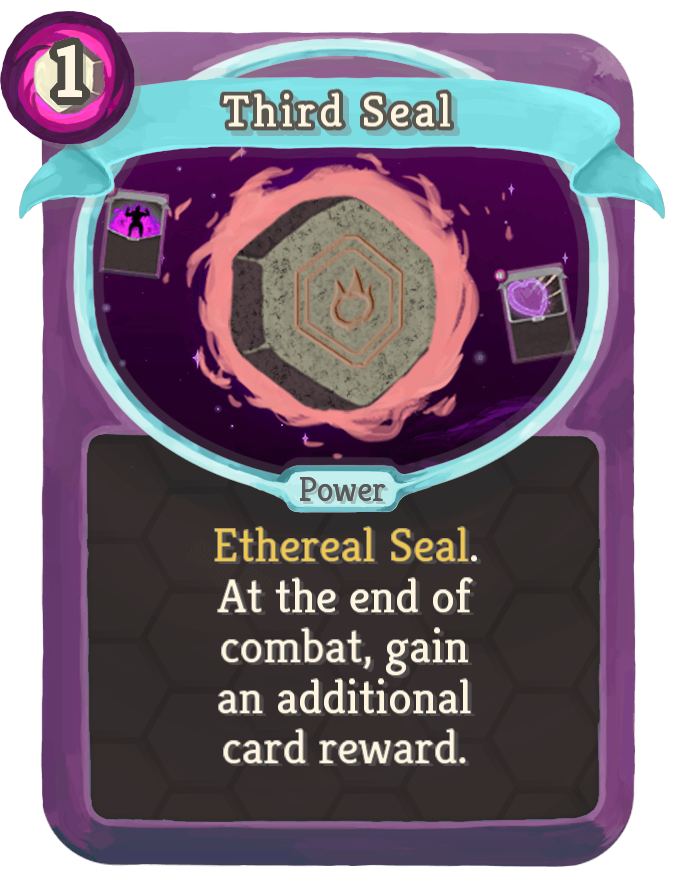 1
Third Seal
Power
Ethereal Seal.
At the end of
combat, gain
an additional
card reward.